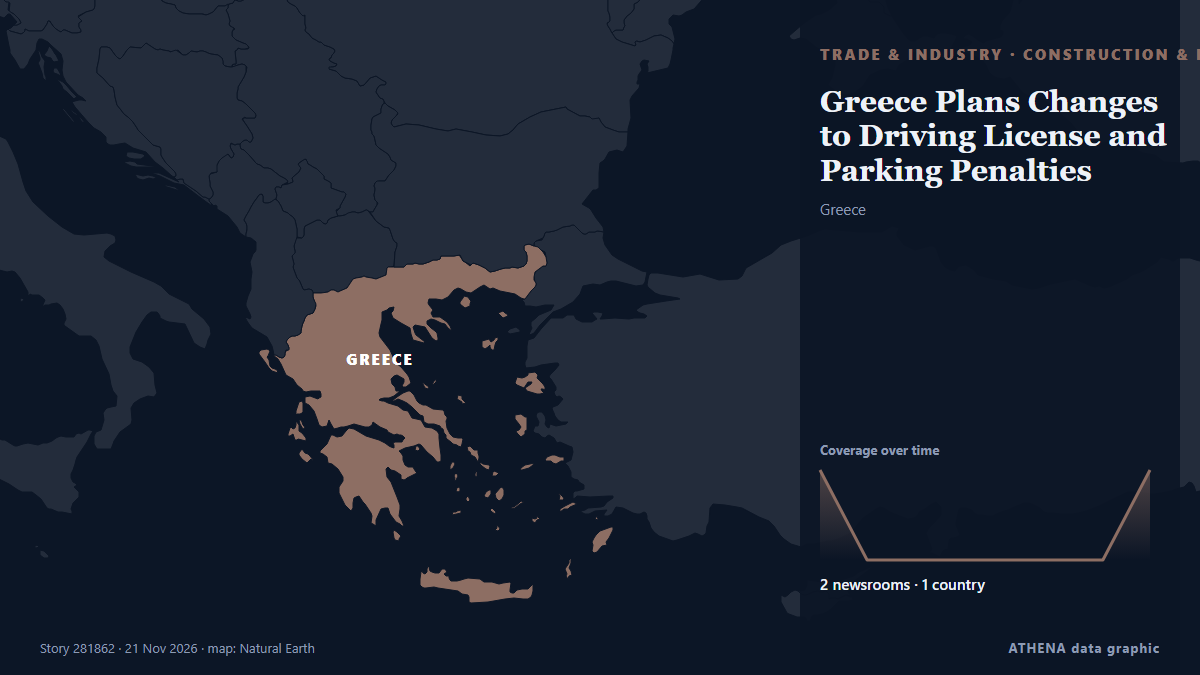 TRADE & INDUSTRY · CONSTRUCTION &
Greece Plans Changes
to Driving License and
Parking Penalties
Greece
GREECE
Coverage over time
2 newsrooms · 1 country
Story 281862 · 21 Nov 2026 · map: Natural Earth
ATHENA data graphic